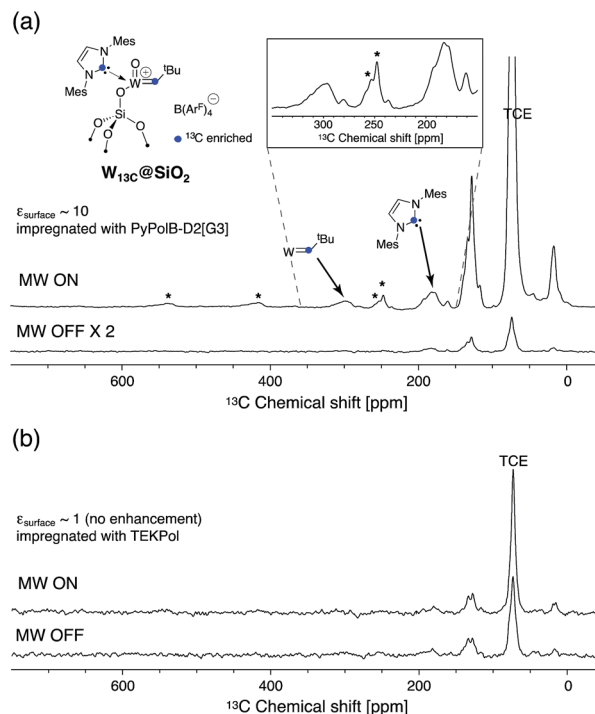 (a)
Mes
N
N
Mes
O
W
⊕
tBu
O
Si
O
O
O
B(ArF)4⊖
13C enriched
W13C@SiO2
εsurface ~ 10
impregnated with PyPolB-D2[G3]
MW ON
MW OFF X 2
* *
300 250 200
13C Chemical shift [ppm]
TCE
W
tBu
Mes
N
N
Mes
* * * *
600 400 200 0
13C Chemical shift [ppm]
(b)
TCE
εsurface ~ 1 (no enhancement)
impregnated with TEKPol
MW ON
MW OFF
600 400 200 0
13C Chemical shift [ppm]